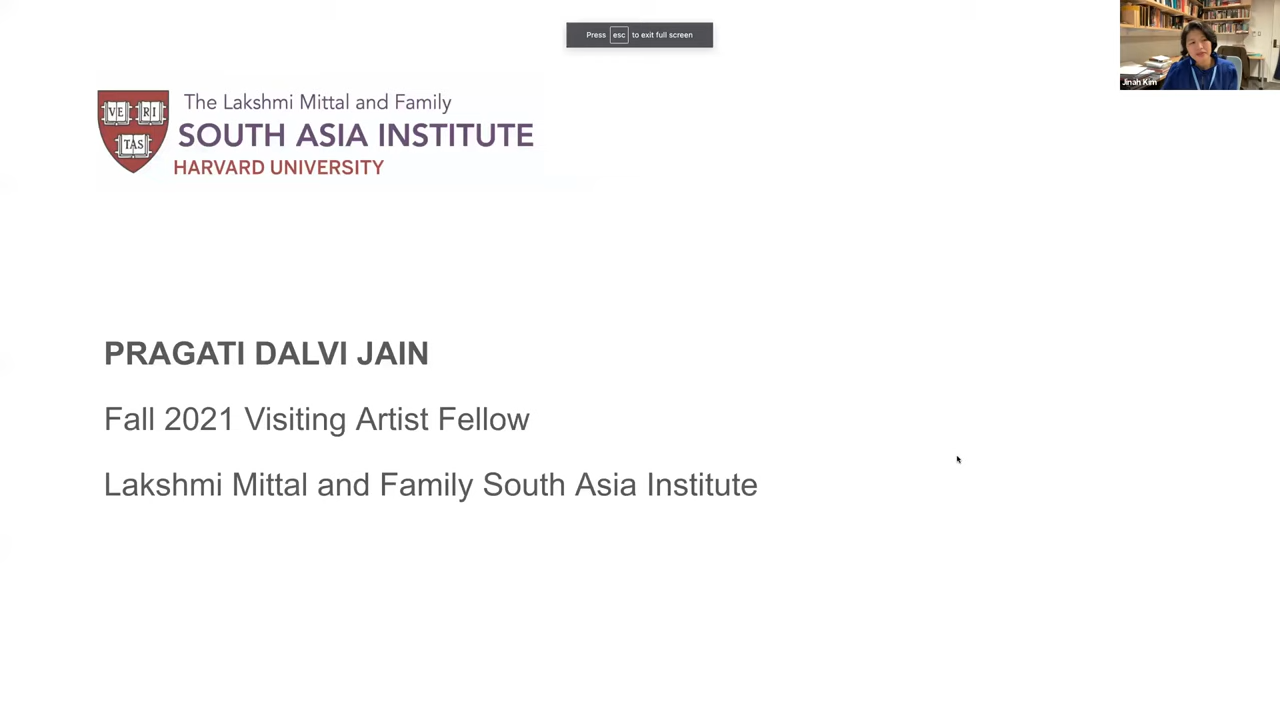 Press esc to exit full screen
Jinah Kim
VE RI
TAS
The Lakshmi Mittal and Family
SOUTH ASIA INSTITUTE
HARVARD UNIVERSITY
PRAGATI DALVI JAIN
Fall 2021 Visiting Artist Fellow
Lakshmi Mittal and Family South Asia Institute